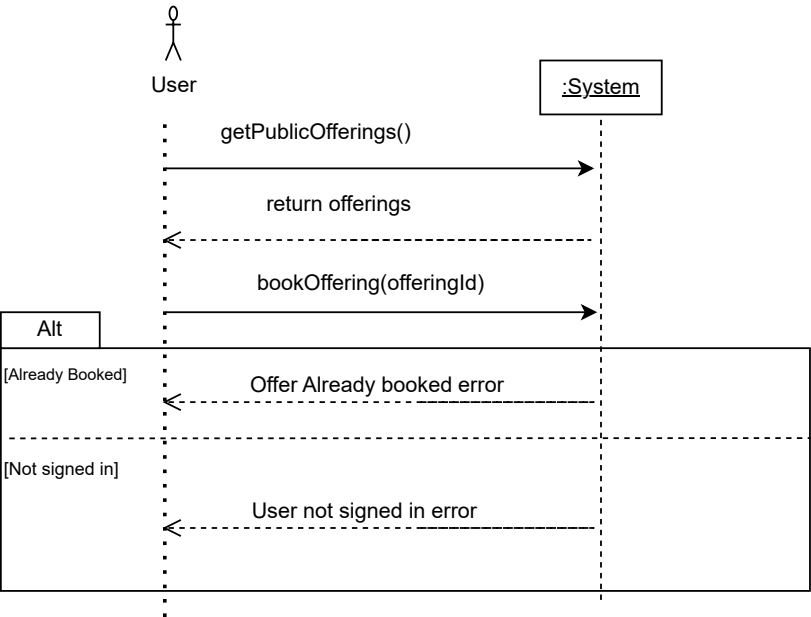 User
:System
getPublicOfferings()
return offerings
bookOffering(offeringId)
Alt
[Already Booked]
Offer Already booked error
[Not signed in]
User not signed in error